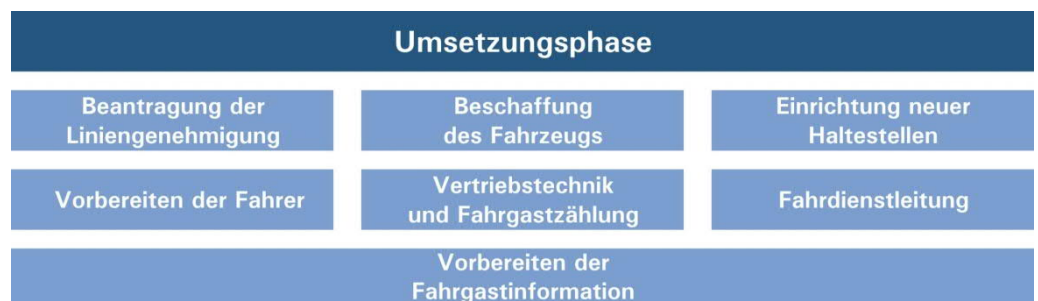 Umsetzungsphase
Beantragung der
Liniengenehmigung
Beschaffung
des Fahrzeugs
Einrichtung neuer
Haltestellen
Vorbereiten der Fahrer
Vertriebstechnik
und Fahrgastzählung
Fahrdienstleitung
Vorbereiten der
Fahrgastinformation